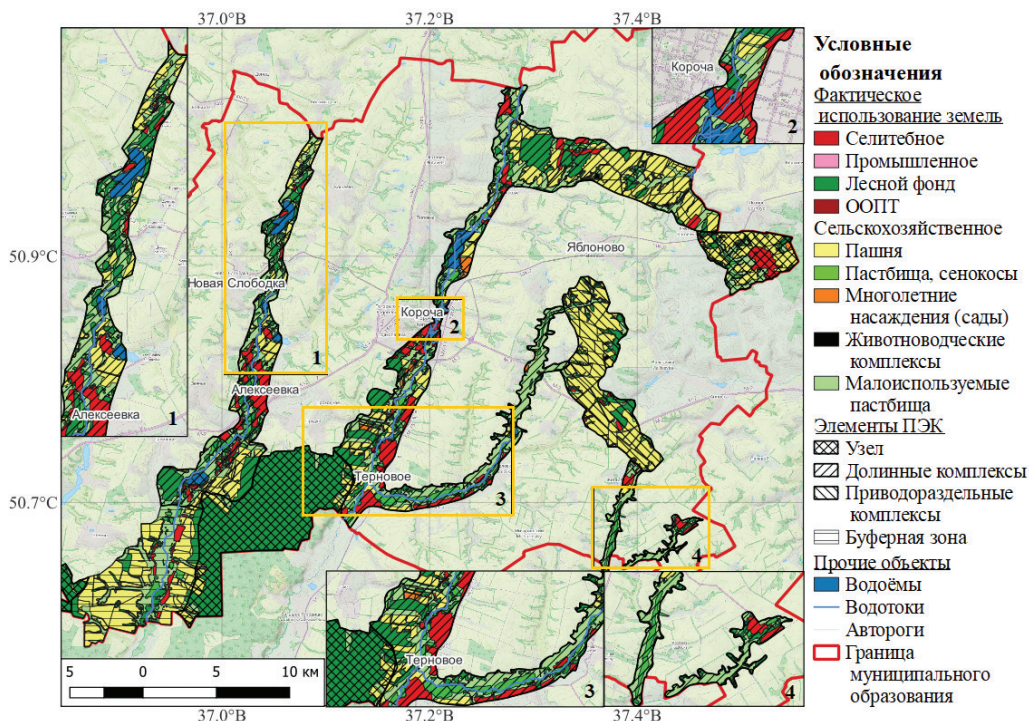 37.0°В
37.2°В
37.4°В
50.9°С
50.7°С
37.0°В
37.2°В
37.4°В
Алексеевка
1
Короча
2
Новая Слободка
Яблоново
Короча
2
1
Алексеевка
Терновое
3
4
Терновое
3
4
5 0 5 10 км
Условные
обозначения
Фактическое
использование земель
Селитебное
Промышленное
Лесной фонд
ООПТ
Сельскохозяйственное
Пашня
Пастбища, сенокосы
Многолетние
насаждения (сады)
Животноводческие
комплексы
Малоиспользуемые
пастбища
Элементы ПЭК
Узел
Долинные комплексы
Приводораздельные
комплексы
Буферная зона
Прочие объекты
Водоёмы
Водотоки
Автороги
Граница
муниципального
образования